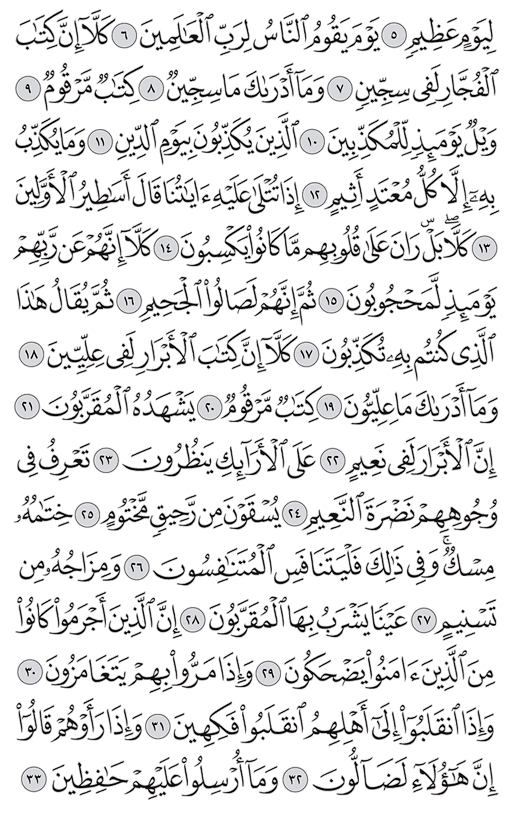 لِيَوْمٍ عَظِيمٍ ٥ يَوْمَ يَقُومُ ٱلنَّاسُ لِرَبِّ ٱلْعَٰلَمِينَ ٦ كَلَّآ إِنَّ كِتَٰبَ
ٱلْفُجَّارِ لَفِى سِجِّينٍ ٧ وَمَآ أَدْرَىٰكَ مَا سِجِّينٌ ٨ كِتَٰبٌ مَّرْقُومٌ ٩
وَيْلٌ يَوْمَئِذٍ لِّلْمُكَذِّبِينَ ١٠ ٱلَّذِينَ يُكَذِّبُونَ بِيَوْمِ ٱلدِّينِ ١١ وَمَا يُكَذِّبُ
بِهِۦٓ إِلَّا كُلُّ مُعْتَدٍ أَثِيمٍ ١٢ إِذَا تُتْلَىٰ عَلَيْهِ ءَايَٰتُنَا قَالَ أَسَٰطِيرُ ٱلْأَوَّلِينَ
١٣ كَلَّاۖ بَلْۜ رَانَ عَلَىٰ قُلُوبِهِم مَّا كَانُوا۟ يَكْسِبُونَ ١٤ كَلَّآ إِنَّهُمْ عَن رَّبِّهِمْ
يَوْمَئِذٍ لَّمَحْجُوبُونَ ١٥ ثُمَّ إِنَّهُمْ لَصَالُوا۟ ٱلْجَحِيمِ ١٦ ثُمَّ يُقَالُ هَٰذَا
ٱلَّذِى كُنتُم بِهِۦ تُكَذِّبُونَ ١٧ كَلَّآ إِنَّ كِتَٰبَ ٱلْأَبْرَارِ لَفِى عِلِّيِّينَ ١٨
وَمَآ أَدْرَىٰكَ مَا عِلِّيُّونَ ١٩ كِتَٰبٌ مَّرْقُومٌ ٢٠ يَشْهَدُهُ ٱلْمُقَرَّبُونَ ٢١
إِنَّ ٱلْأَبْرَارَ لَفِى نَعِيمٍ ٢٢ عَلَى ٱلْأَرَآئِكِ يَنظُرُونَ ٢٣ تَعْرِفُ فِى
وُجُوهِهِمْ نَضْرَةَ ٱلنَّعِيمِ ٢٤ يُسْقَوْنَ مِن رَّحِيقٍ مَّخْتُومٍ ٢٥ خِتَٰمُهُۥ
مِسْكٌۚ وَفِى ذَٰلِكَ فَلْيَتَنَافَسِ ٱلْمُتَنَٰفِسُونَ ٢٦ وَمِزَاجُهُۥ مِن
تَسْنِيمٍ ٢٧ عَيْنًا يَشْرَبُ بِهَا ٱلْمُقَرَّبُونَ ٢٨ إِنَّ ٱلَّذِينَ أَجْرَمُوا۟ كَانُوا۟
مِنَ ٱلَّذِينَ ءَامَنُوا۟ يَضْحَكُونَ ٢٩ وَإِذَا مَرُّوا۟ بِهِمْ يَتَغَامَزُونَ ٣٠
وَإِذَا ٱنقَلَبُوٓا۟ إِلَىٰٓ أَهْلِهِمُ ٱنقَلَبُوا۟ فَكِهِينَ ٣١ وَإِذَا رَأَوْهُمْ قَالُوٓا۟
إِنَّ هَٰٓؤُلَآءِ لَضَآلُّونَ ٣٢ وَمَآ أُرْسِلُوا۟ عَلَيْهِمْ حَٰفِظِينَ ٣٣